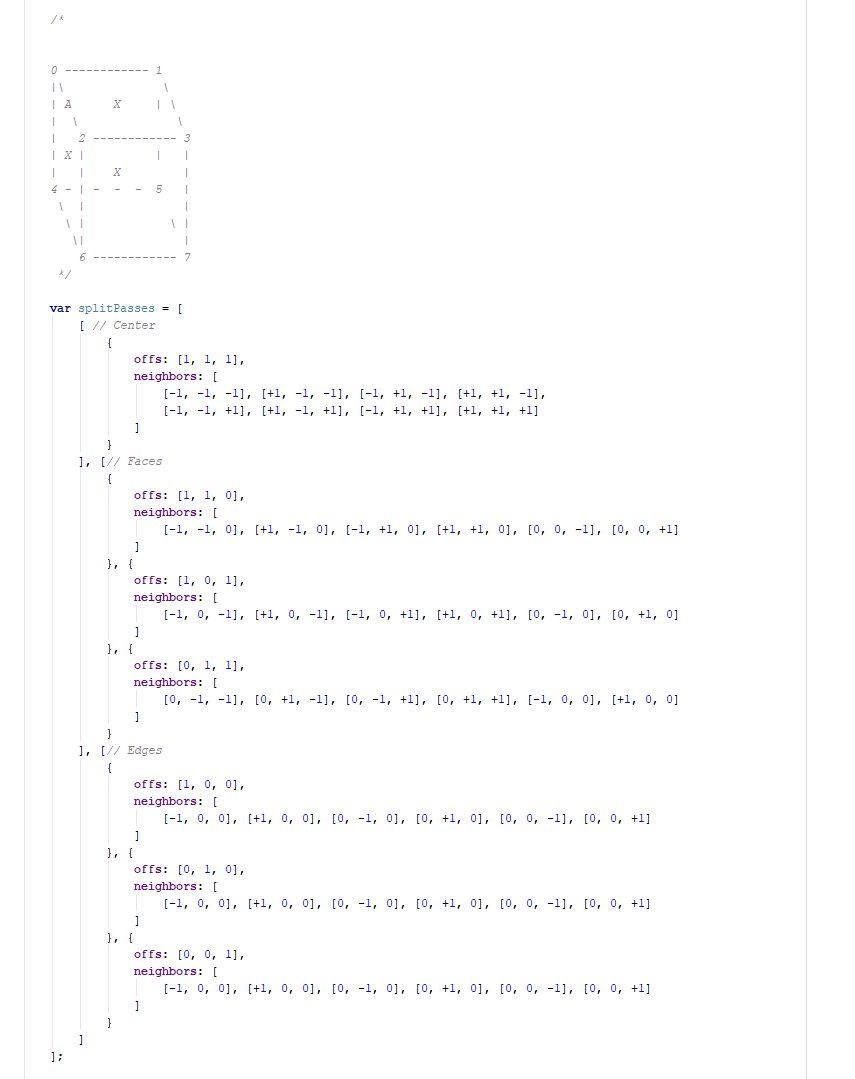 /*
0 ------------ 1
|\              \
| A      X     | \
|  \              \
|   2 ------------ 3
| X |          |   |
|   |    X         |
4 - | -  -  -  5   |
 \  |              |
  \ |            \ |
   \|              |
    6 ------------ 7
 */
var splitPasses = [
    [ // Center
        {
            offs: [1, 1, 1],
            neighbors: [
                [-1, -1, -1], [+1, -1, -1], [-1, +1, -1], [+1, +1, -1],
                [-1, -1, +1], [+1, -1, +1], [-1, +1, +1], [+1, +1, +1]
            ]
        }
    ], [// Faces
        {
            offs: [1, 1, 0],
            neighbors: [
                [-1, -1, 0], [+1, -1, 0], [-1, +1, 0], [+1, +1, 0], [0, 0, -1], [0, 0, +1]
            ]
        }, {
            offs: [1, 0, 1],
            neighbors: [
                [-1, 0, -1], [+1, 0, -1], [-1, 0, +1], [+1, 0, +1], [0, -1, 0], [0, +1, 0]
            ]
        }, {
            offs: [0, 1, 1],
            neighbors: [
                [0, -1, -1], [0, +1, -1], [0, -1, +1], [0, +1, +1], [-1, 0, 0], [+1, 0, 0]
            ]
        }
    ], [// Edges
        {
            offs: [1, 0, 0],
            neighbors: [
                [-1, 0, 0], [+1, 0, 0], [0, -1, 0], [0, +1, 0], [0, 0, -1], [0, 0, +1]
            ]
        }, {
            offs: [0, 1, 0],
            neighbors: [
                [-1, 0, 0], [+1, 0, 0], [0, -1, 0], [0, +1, 0], [0, 0, -1], [0, 0, +1]
            ]
        }, {
            offs: [0, 0, 1],
            neighbors: [
                [-1, 0, 0], [+1, 0, 0], [0, -1, 0], [0, +1, 0], [0, 0, -1], [0, 0, +1]
            ]
        }
    ]
];